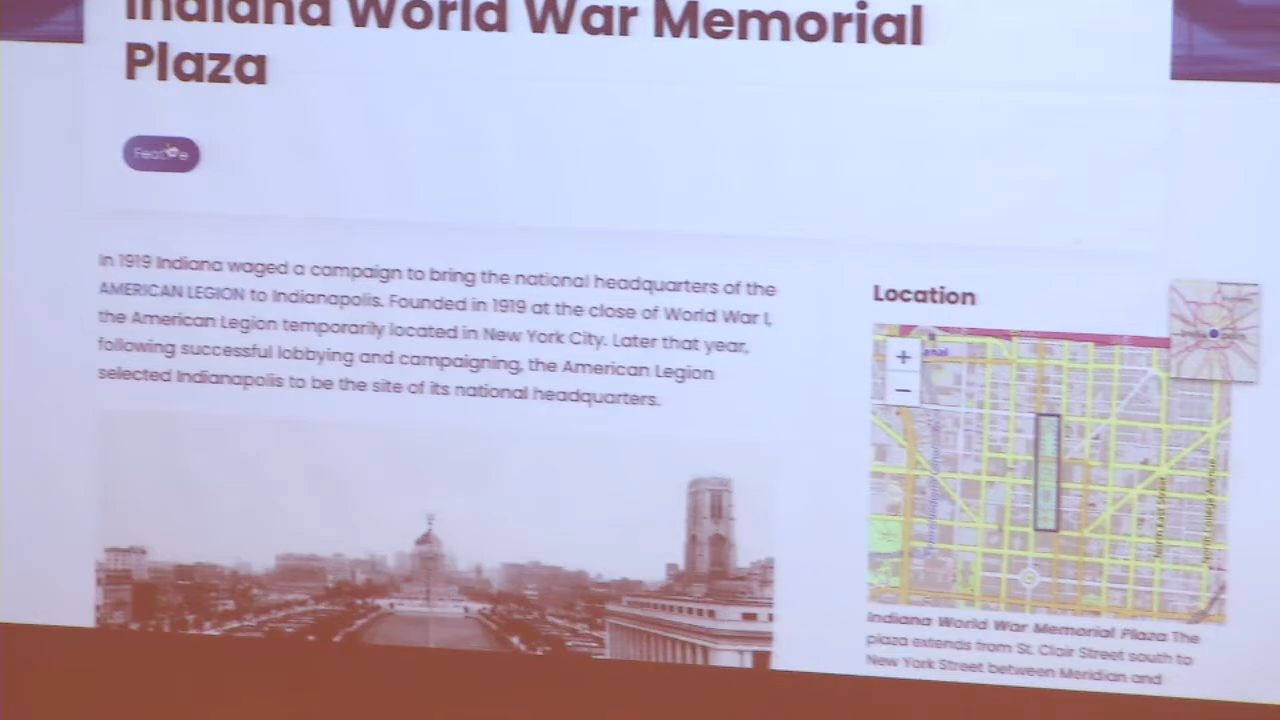 Indiana World War Memorial
Plaza
Feature
In 1919 Indiana waged a campaign to bring the national headquarters of the
AMERICAN LEGION to Indianapolis. Founded in 1919 at the close of World War I,
the American Legion temporarily located in New York City. Later that year,
following successful lobbying and campaigning, the American Legion
selected Indianapolis to be the site of its national headquarters.
Location
+
−
Indiana World War Memorial Plaza The
plaza extends from St. Clair Street south to
New York Street between Meridian and